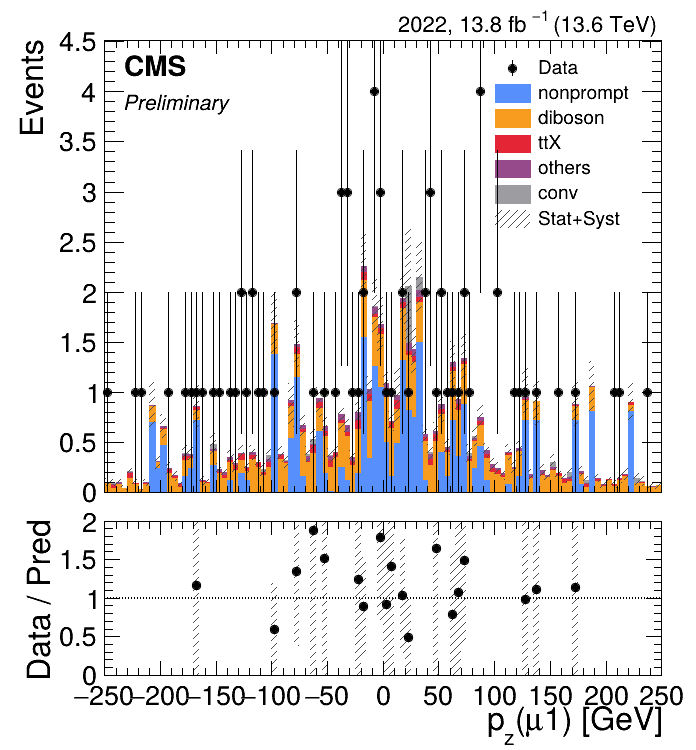 2022, 13.8 fb⁻¹ (13.6 TeV)
CMS
Preliminary
Data
nonprompt
diboson
ttX
others
conv
Stat+Syst
Events
4.5
4
3.5
3
2.5
2
1.5
1
0.5
0
Data / Pred
2
1.5
1
0.5
0
−250 −200 −150 −100 −50 0 50 100 150 200 250
p_z(μ1) [GeV]